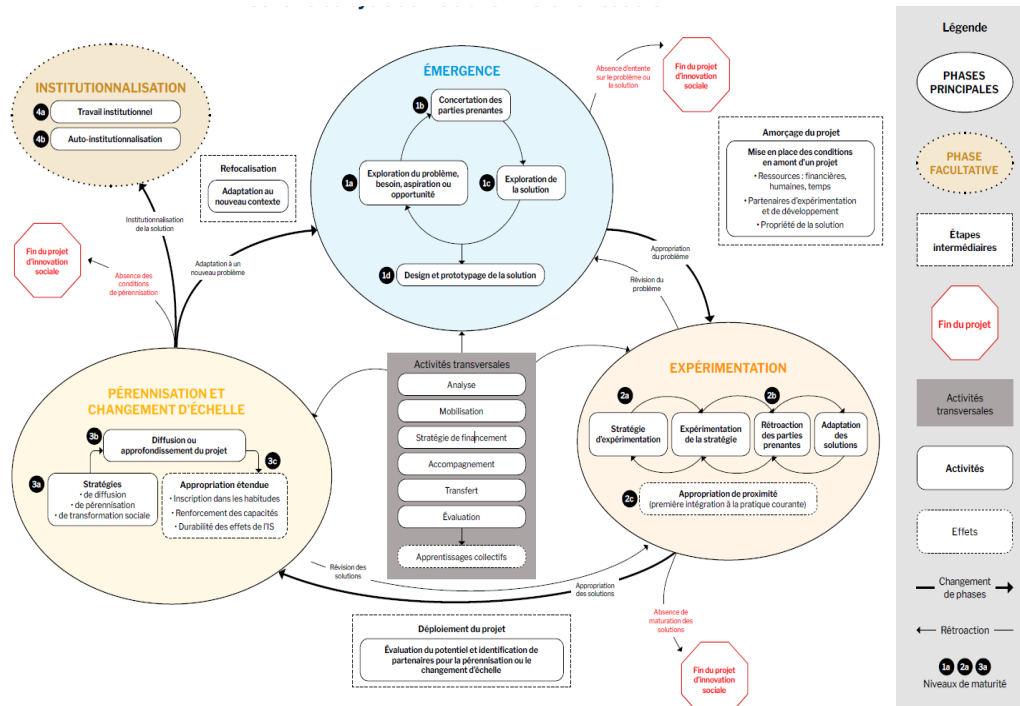 ÉMERGENCE
1b
Concertation des
parties prenantes
1a
Exploration du problème,
besoin, aspiration ou
opportunité
1c
Exploration de
la solution
1d
Design et prototypage de la solution
INSTITUTIONNALISATION
4a
Travail institutionnel
4b
Auto-institutionnalisation
Refocalisation
Adaptation au
nouveau contexte
Institutionnalisation
de la solution
Adaptation à un
nouveau problème
Fin du projet
d'innovation
sociale
Absence des
conditions
de pérennisation
Absence d'entente
sur le problème ou
la solution
Fin du projet
d'innovation
sociale
Amorçage du projet
Mise en place des conditions
en amont d'un projet
• Ressources : financières,
humaines, temps
• Partenaires d'expérimentation
et de développement
• Propriété de la solution
Appropriation
du problème
Révision du
problème
PÉRENNISATION ET
CHANGEMENT D'ÉCHELLE
3b
Diffusion ou
approfondissement du projet
3c
3a
Stratégies
• de diffusion
• de pérennisation
• de transformation sociale
Appropriation étendue
• Inscription dans les habitudes
• Renforcement des capacités
• Durabilité des effets de l'IS
Activités transversales
Analyse
Mobilisation
Stratégie de financement
Accompagnement
Transfert
Évaluation
Apprentissages collectifs
EXPÉRIMENTATION
2a
2b
Stratégie
d'expérimentation
Expérimentation
de la stratégie
Rétroaction
des parties
prenantes
Adaptation
des
solutions
2c
Appropriation de proximité
(première intégration à la pratique courante)
Révision des
solutions
Appropriation
des solutions
Absence de
maturation des
solutions
Fin du projet
d'innovation
sociale
Déploiement du projet
Évaluation du potentiel et identification de
partenaires pour la pérennisation ou le
changement d'échelle
Légende
PHASES
PRINCIPALES
PHASE
FACULTATIVE
Étapes
intermédiaires
Fin du projet
Activités
transversales
Activités
Effets
Changement
de phases
Rétroaction
1a 2a 3a
Niveaux de maturité